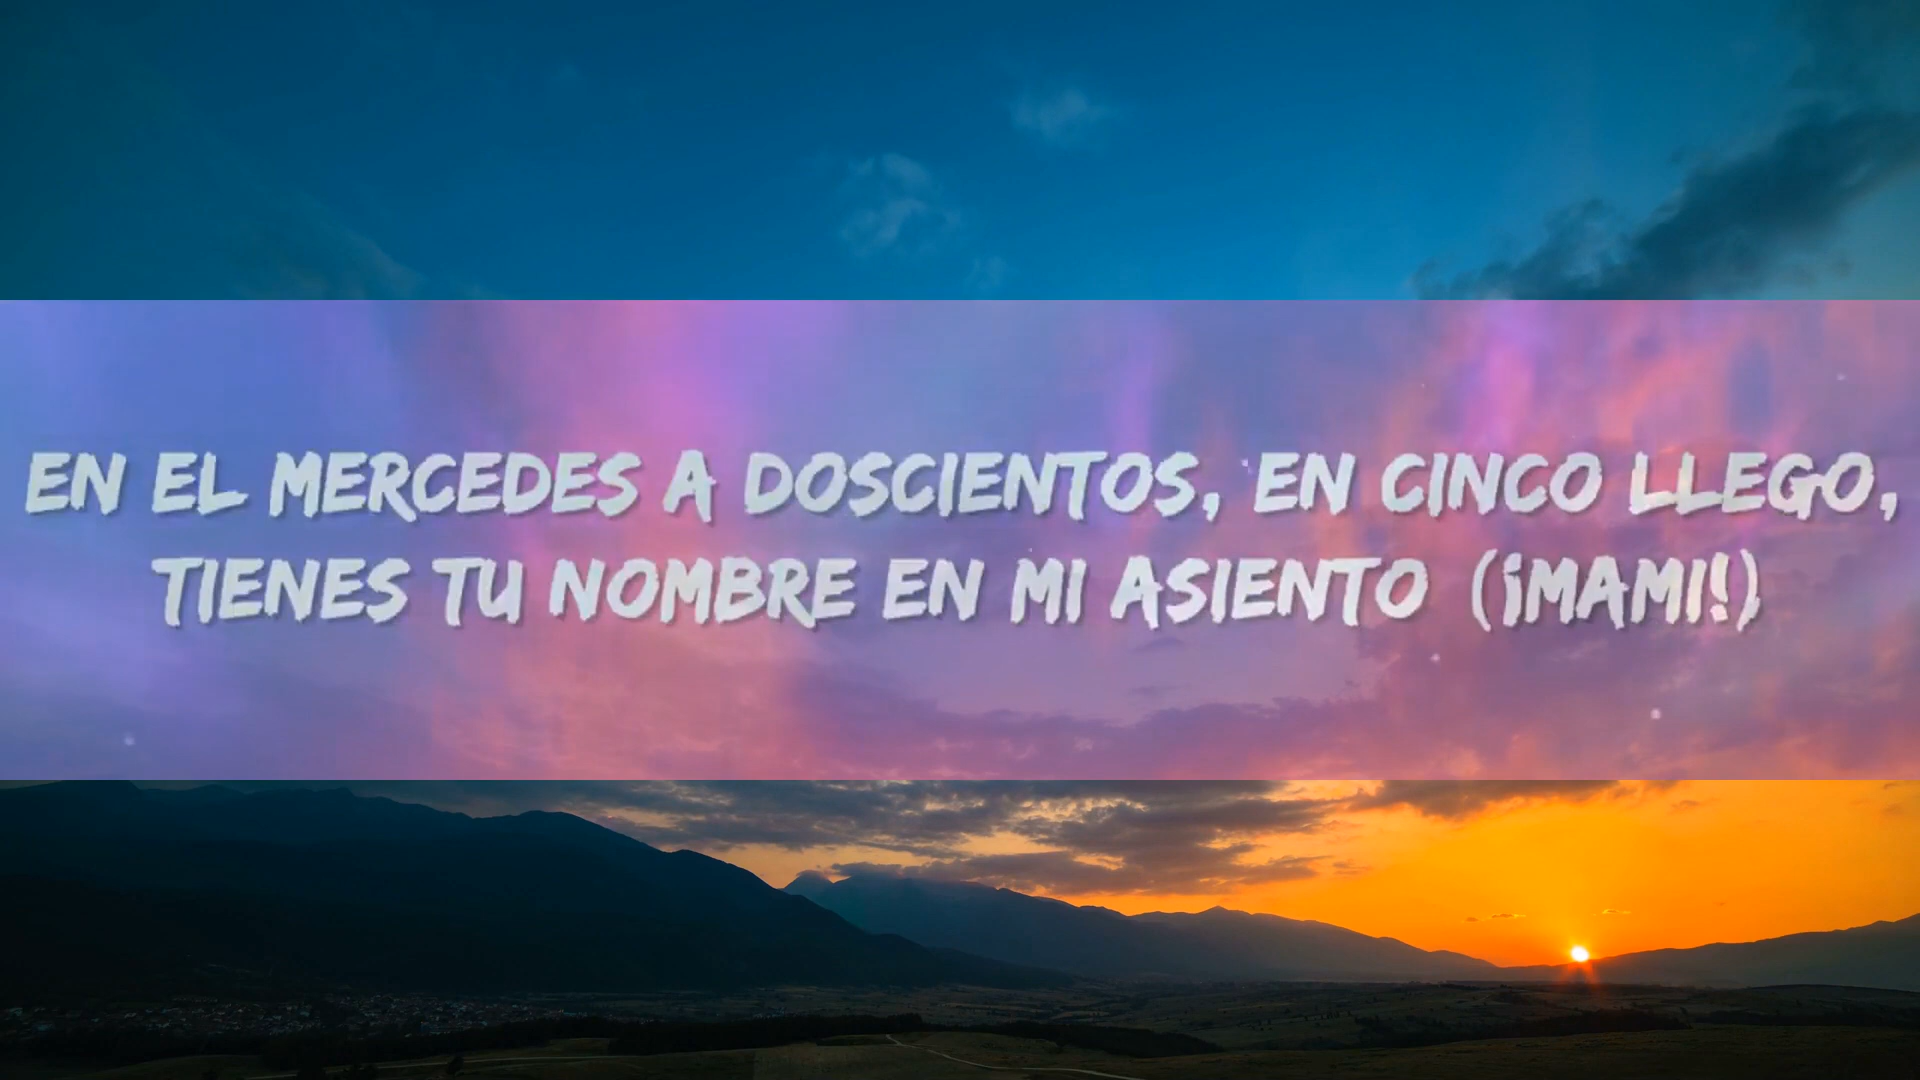 EN EL MERCEDES A DOSCIENTOS, EN CINCO LLEGO,
TIENES TU NOMBRE EN MI ASIENTO (¡MAMI!)